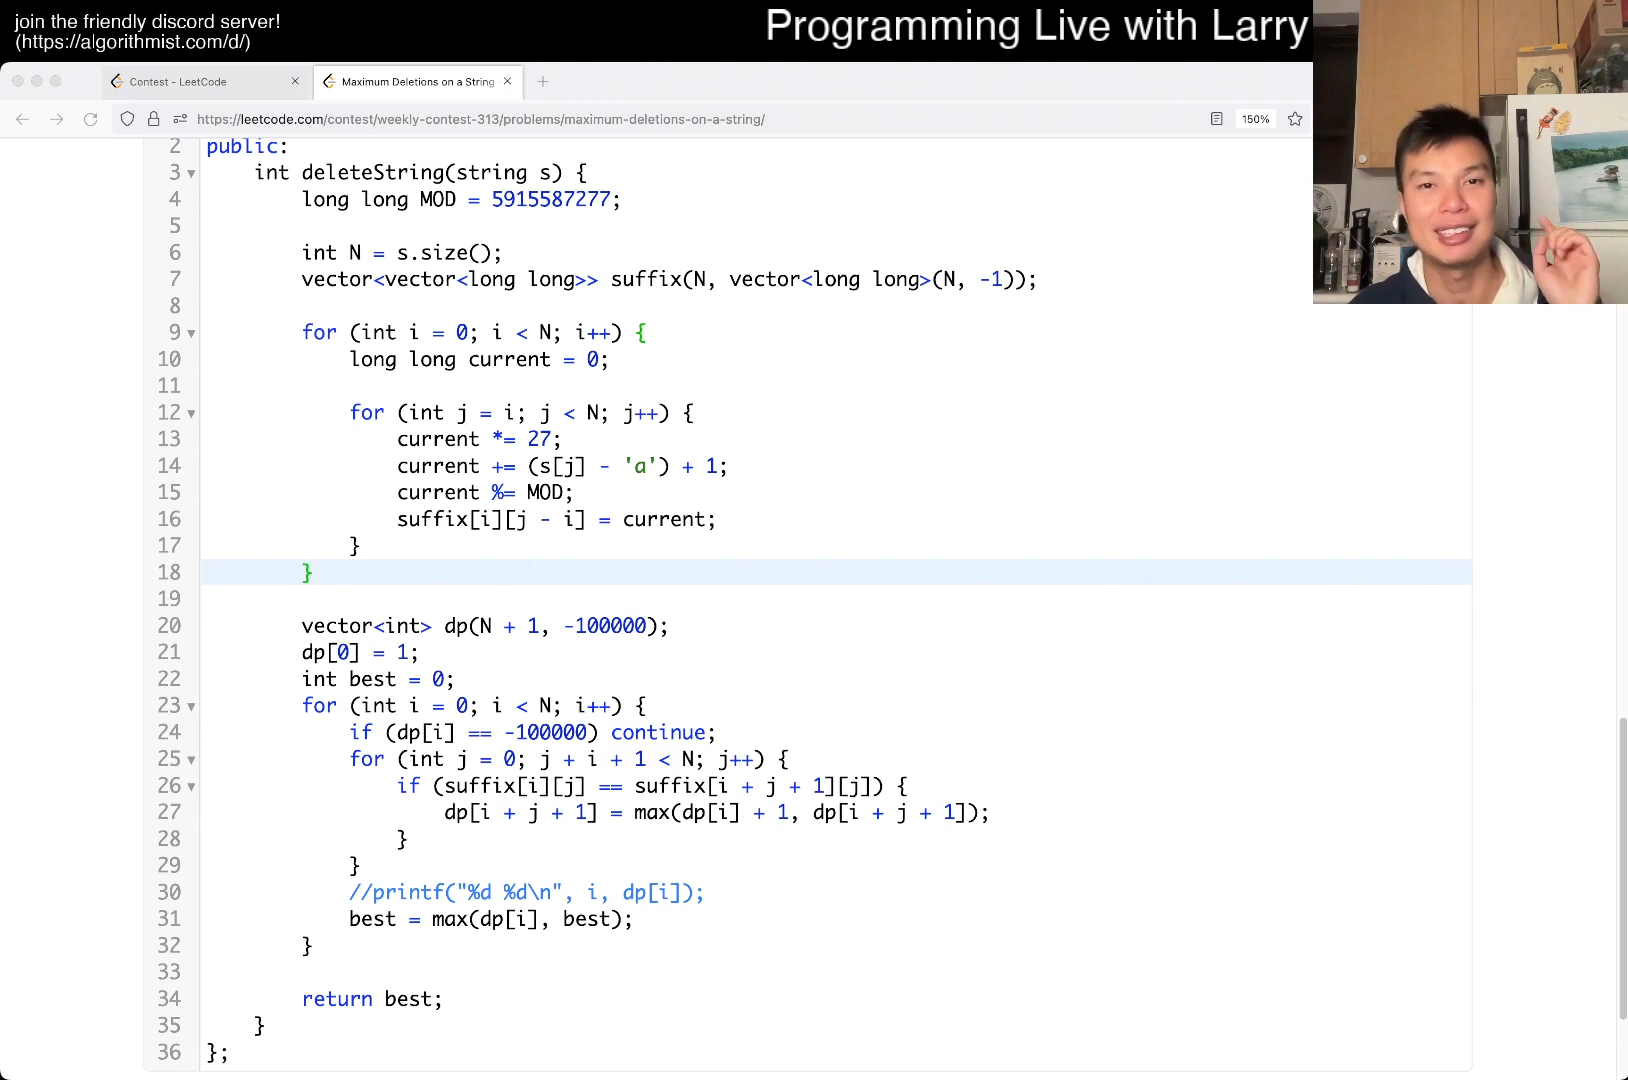 join the friendly discord server!
(https://algorithmist.com/d/)
Programming Live with Larry
Contest - LeetCode
Maximum Deletions on a String
https://leetcode.com/contest/weekly-contest-313/problems/maximum-deletions-on-a-string/
150%
2 public:
3     int deleteString(string s) {
4         long long MOD = 5915587277;
5
6         int N = s.size();
7         vector<vector<long long>> suffix(N, vector<long long>(N, -1));
8
9         for (int i = 0; i < N; i++) {
10             long long current = 0;
11
12             for (int j = i; j < N; j++) {
13                 current *= 27;
14                 current += (s[j] - 'a') + 1;
15                 current %= MOD;
16                 suffix[i][j - i] = current;
17             }
18         }
19
20         vector<int> dp(N + 1, -100000);
21         dp[0] = 1;
22         int best = 0;
23         for (int i = 0; i < N; i++) {
24             if (dp[i] == -100000) continue;
25             for (int j = 0; j + i + 1 < N; j++) {
26                 if (suffix[i][j] == suffix[i + j + 1][j]) {
27                     dp[i + j + 1] = max(dp[i] + 1, dp[i + j + 1]);
28                 }
29             }
30             //printf("%d %d\n", i, dp[i]);
31             best = max(dp[i], best);
32         }
33
34         return best;
35     }
36 };